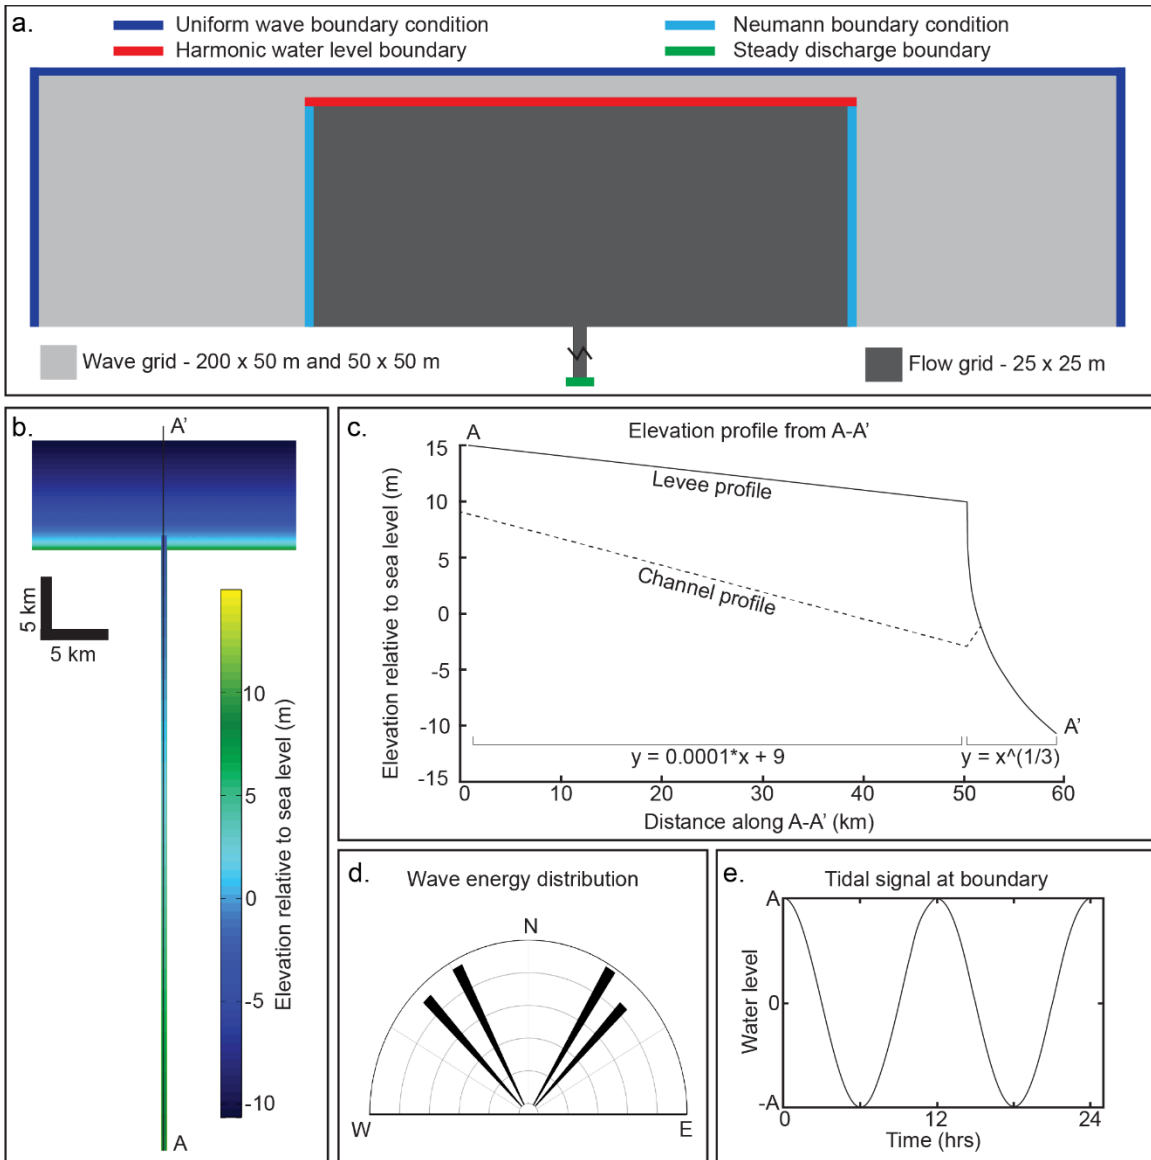 a.
Uniform wave boundary condition
Neumann boundary condition
Harmonic water level boundary
Steady discharge boundary
Wave grid - 200 x 50 m and 50 x 50 m
Flow grid - 25 x 25 m
b.
A'
5 km
5 km
10
5
0
-5
-10
Elevation relative to sea level (m)
A
c.
Elevation profile from A-A'
A
Levee profile
Channel profile
A'
y = 0.0001*x + 9
y = x^(1/3)
15
10
5
0
-5
-10
-15
Elevation relative to sea level (m)
0 10 20 30 40 50 60
Distance along A-A' (km)
d.
Wave energy distribution
N
W
E
e.
Tidal signal at boundary
A
0
-A
Water level
0 12 24
Time (hrs)